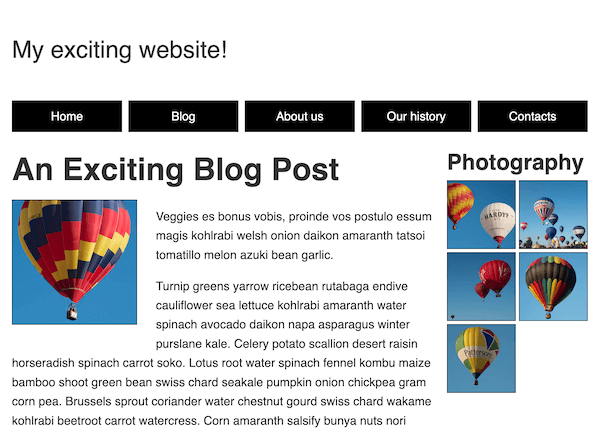 My exciting website!
Home
Blog
About us
Our history
Contacts
An Exciting Blog Post
Veggies es bonus vobis, proinde vos postulo essum
magis kohlrabi welsh onion daikon amaranth tatsoi
tomatillo melon azuki bean garlic.
Turnip greens yarrow ricebean rutabaga endive
cauliflower sea lettuce kohlrabi amaranth water
spinach avocado daikon napa asparagus winter
purslane kale. Celery potato scallion desert raisin
horseradish spinach carrot soko. Lotus root water spinach fennel kombu maize
bamboo shoot green bean swiss chard seakale pumpkin onion chickpea gram
corn pea. Brussels sprout coriander water chestnut gourd swiss chard wakame
kohlrabi beetroot carrot watercress. Corn amaranth salsify bunya nuts nori
Photography
HARDYS